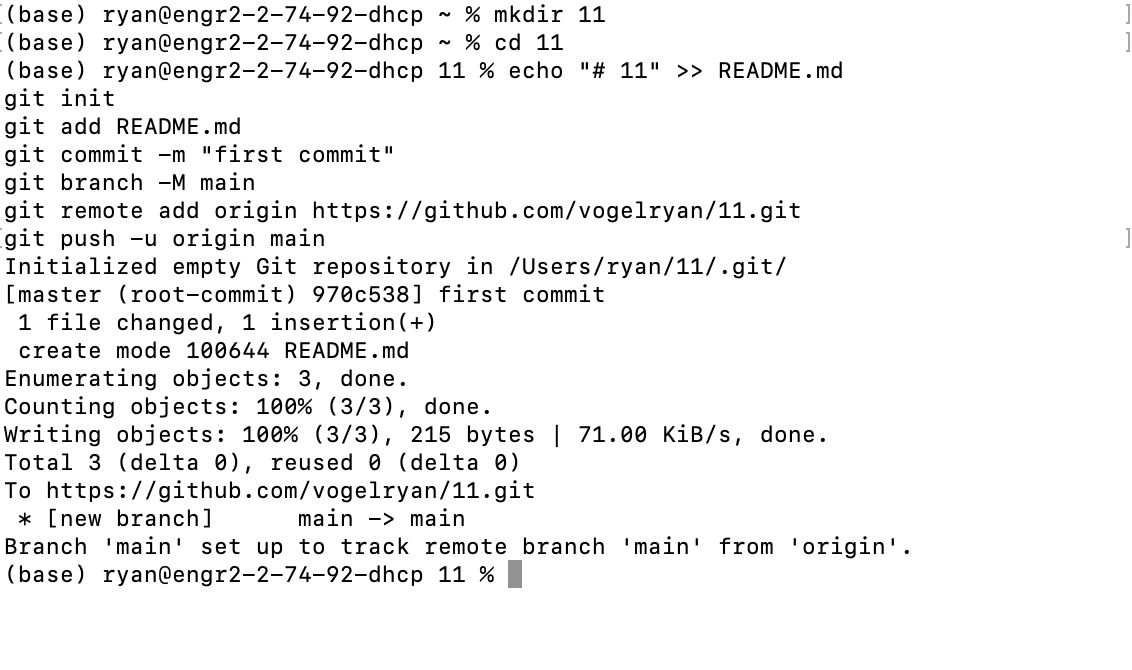 [(base) ryan@engr2-2-74-92-dhcp ~ % mkdir 11 ]
[(base) ryan@engr2-2-74-92-dhcp ~ % cd 11 ]
(base) ryan@engr2-2-74-92-dhcp 11 % echo "# 11" >> README.md
git init
git add README.md
git commit -m "first commit"
git branch -M main
git remote add origin https://github.com/vogelryan/11.git
[git push -u origin main ]
Initialized empty Git repository in /Users/ryan/11/.git/
[master (root-commit) 970c538] first commit
 1 file changed, 1 insertion(+)
 create mode 100644 README.md
Enumerating objects: 3, done.
Counting objects: 100% (3/3), done.
Writing objects: 100% (3/3), 215 bytes | 71.00 KiB/s, done.
Total 3 (delta 0), reused 0 (delta 0)
To https://github.com/vogelryan/11.git
 * [new branch]      main -> main
Branch 'main' set up to track remote branch 'main' from 'origin'.
(base) ryan@engr2-2-74-92-dhcp 11 %